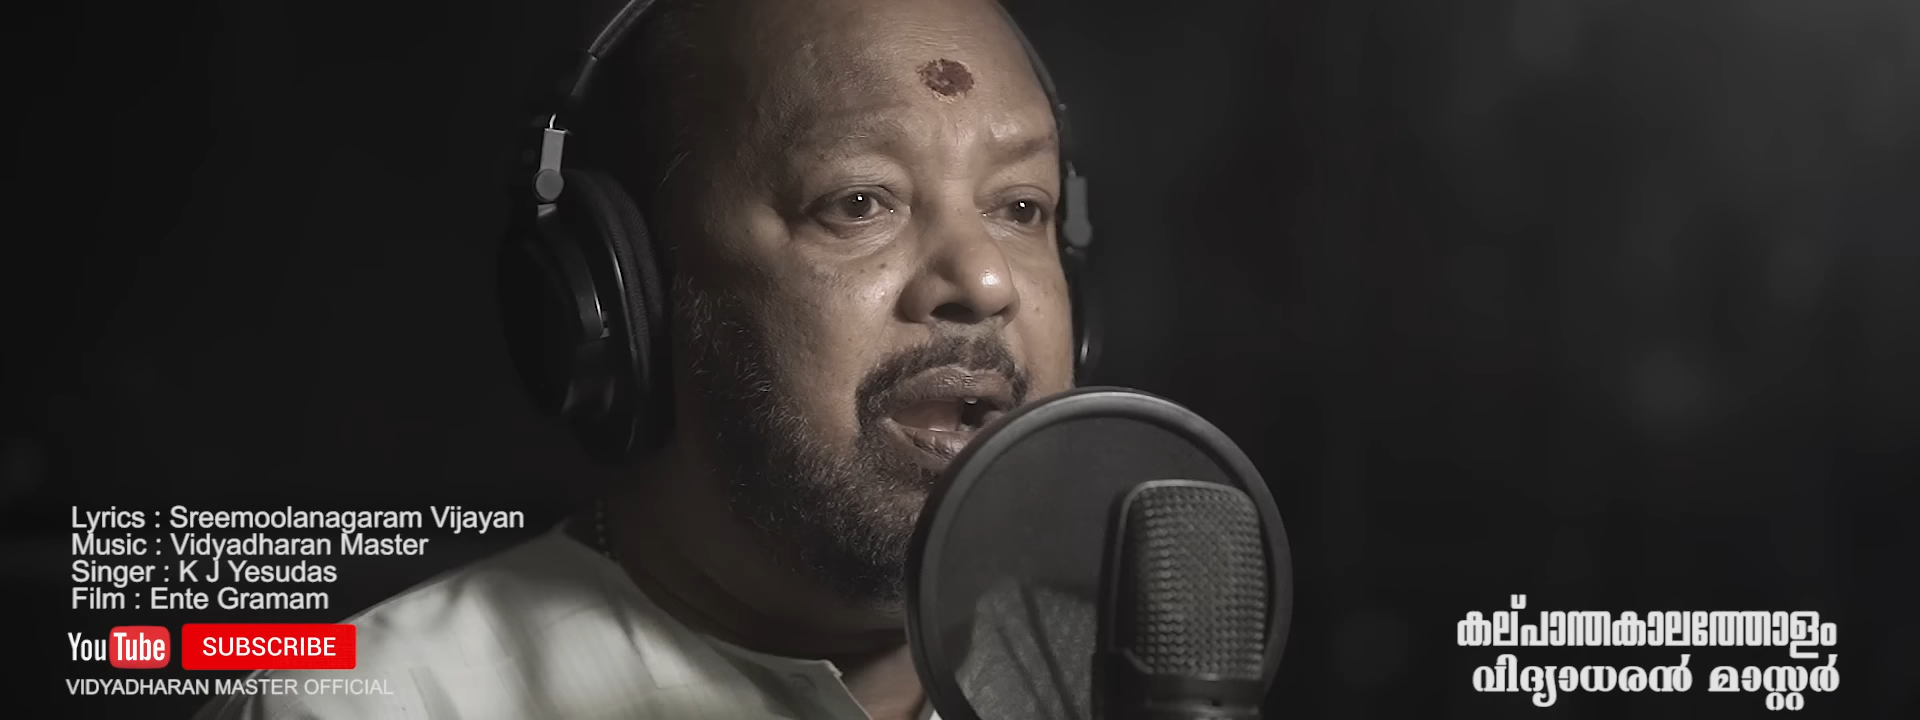 Lyrics : Sreemoolanagaram Vijayan
Music : Vidyadharan Master
Singer : K J Yesudas
Film : Ente Gramam
YouTube SUBSCRIBE
VIDYADHARAN MASTER OFFICIAL
കല്പാന്തകാലത്തോളം
വിദ്യാധരൻ മാസ്റ്റർ